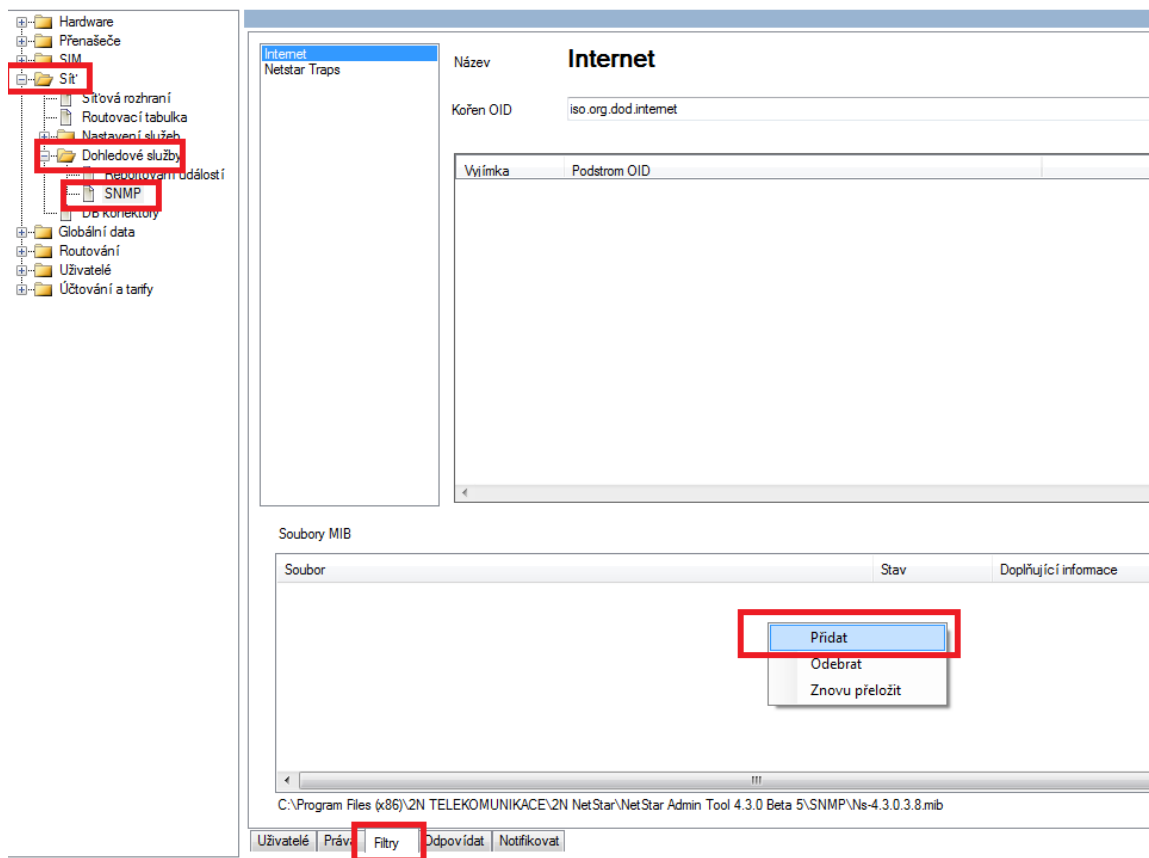 Hardware
Přenašeče
SIM
Síť
Síťová rozhraní
Routovací tabulka
Nastavení služeb
Dohledové služby
Reportování událostí
SNMP
DB konektory
Globální data
Routování
Uživatelé
Účtování a tarify
Internet
Netstar Traps
Název
Internet
Kořen OID
iso.org.dod.internet
Vyjímka
Podstrom OID
Soubory MIB
Soubor
Stav
Doplňující informace
Přidat
Odebrat
Znovu přeložit
C:\Program Files (x86)\2N TELEKOMUNIKACE\2N NetStar\NetStar Admin Tool 4.3.0 Beta 5\SNMP\Ns-4.3.0.3.8.mib
Uživatelé Práva Filtry Odpovídat Notifikovat